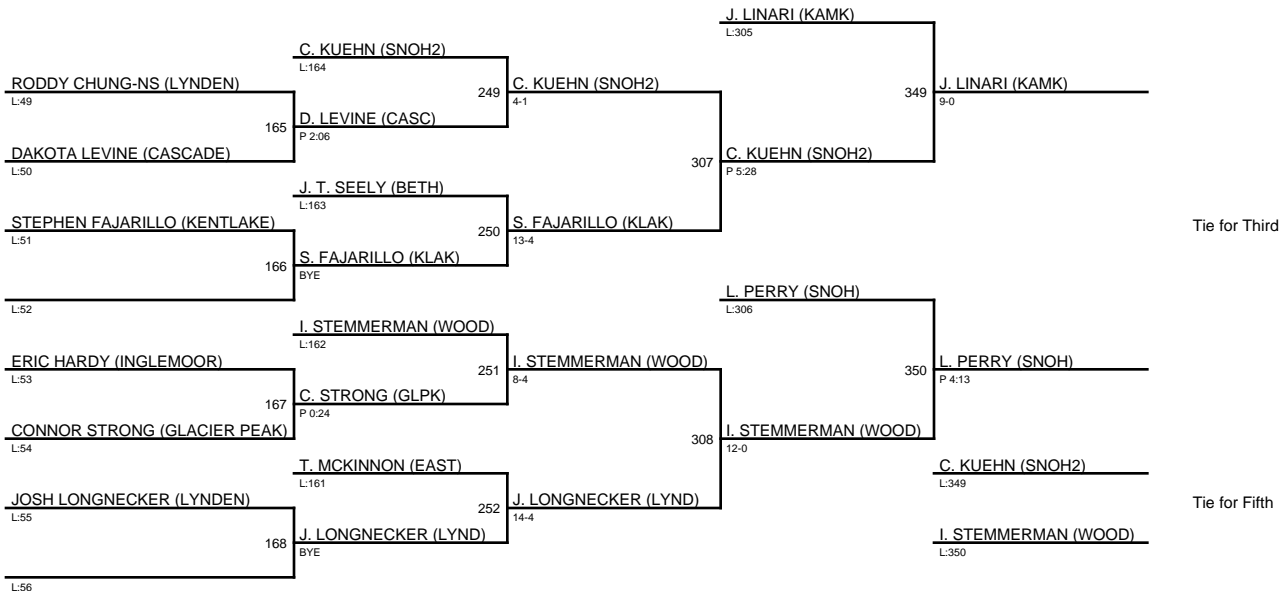 J. LINARI (KAMK)
L:305
C. KUEHN (SNOH2)
L:164
RODDY CHUNG-NS (LYNDEN)
L:49
249
C. KUEHN (SNOH2)
4-1
349
J. LINARI (KAMK)
9-0
165
D. LEVINE (CASC)
P 2:06
DAKOTA LEVINE (CASCADE)
L:50
307
C. KUEHN (SNOH2)
P 5:28
J. T. SEELY (BETH)
L:163
STEPHEN FAJARILLO (KENTLAKE)
L:51
250
S. FAJARILLO (KLAK)
13-4
Tie for Third
166
S. FAJARILLO (KLAK)
BYE
L:52
L. PERRY (SNOH)
L:306
I. STEMMERMAN (WOOD)
L:162
ERIC HARDY (INGLEMOOR)
L:53
251
I. STEMMERMAN (WOOD)
8-4
350
L. PERRY (SNOH)
P 4:13
167
C. STRONG (GLPK)
P 0:24
CONNOR STRONG (GLACIER PEAK)
L:54
308
I. STEMMERMAN (WOOD)
12-0
T. MCKINNON (EAST)
L:161
C. KUEHN (SNOH2)
L:349
JOSH LONGNECKER (LYNDEN)
L:55
252
J. LONGNECKER (LYND)
14-4
Tie for Fifth
168
J. LONGNECKER (LYND)
BYE
I. STEMMERMAN (WOOD)
L:350
L:56